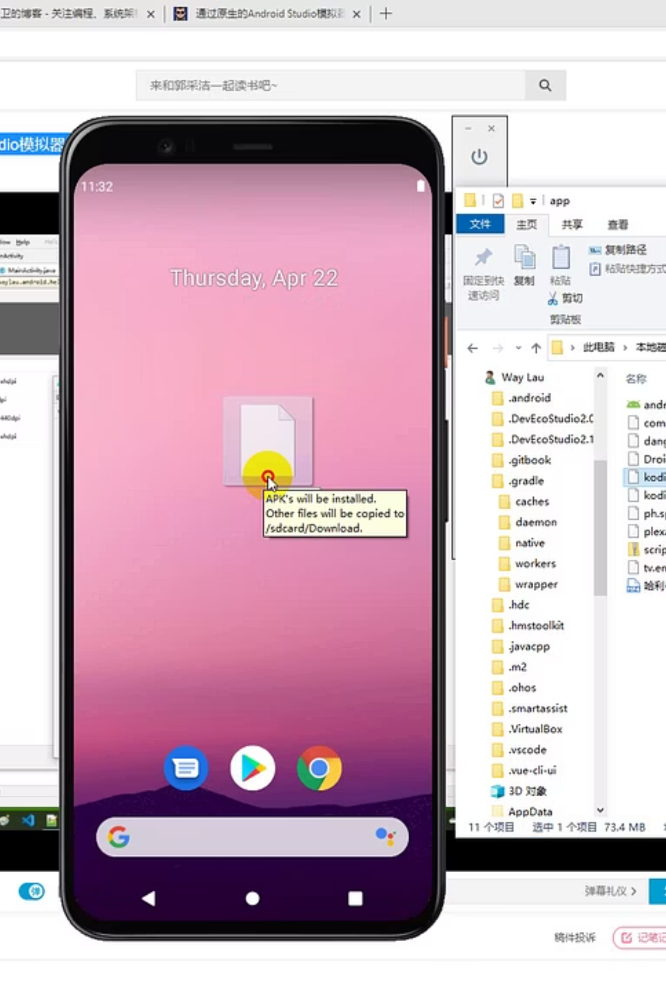 卫的博客 - 关注编程、系统架
通过原生的Android Studio模拟器
来和郭采洁一起读书吧~
dio模拟器
11:32
Thursday, Apr 22
APK's will be installed.
Other files will be copied to
/sdcard/Download.
Help
MainActivity.java
440dpi
app
文件
主页
共享
查看
固定到快
速访问
复制
粘贴
复制路径
粘贴快捷方式
剪切
剪贴板
此电脑
本地磁
Way Lau
.android
.DevEcoStudio2.0
.DevEcoStudio2.1
.gitbook
.gradle
caches
daemon
native
workers
wrapper
.hdc
.hmstoolkit
.javacpp
.m2
.ohos
.smartassist
.VirtualBox
.vscode
.vue-cli-ui
3D 对象
AppData
名称
andr
com
dang
Droi
kodi
kodi
ph.sp
plex
scrip
tv.en
哈利
11 个项目 选中 1 个项目 73.4 MB
弹
弹幕礼仪 >
稿件投诉
记笔记